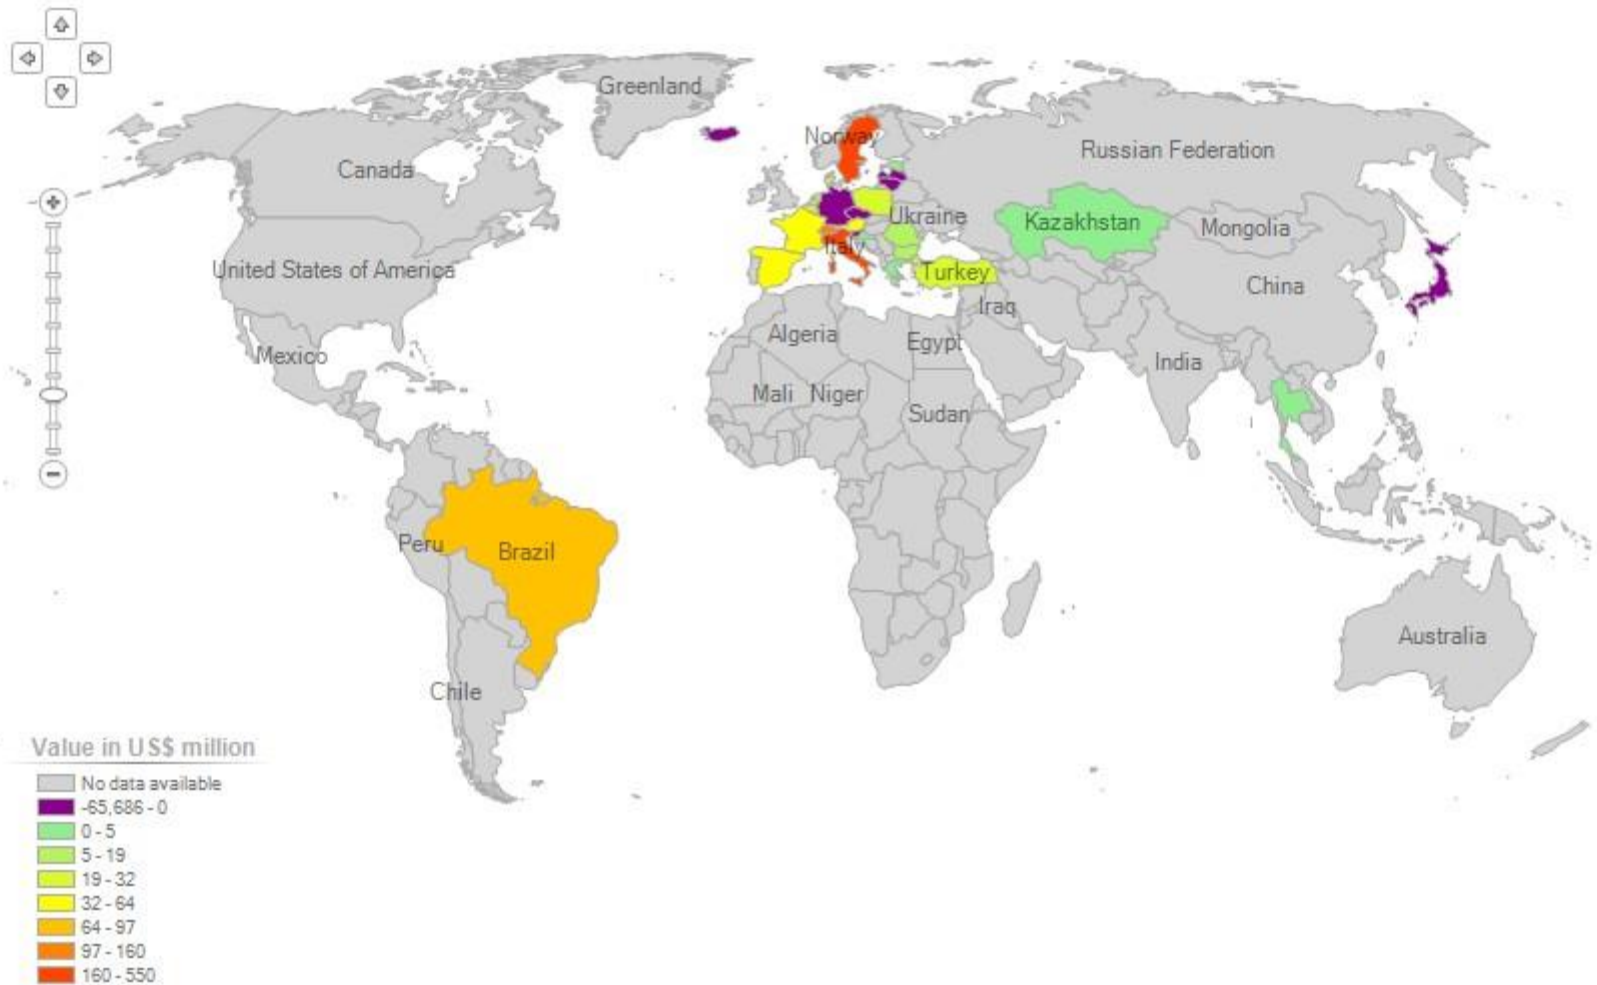 Greenland
Norway
Canada
Russian Federation
Ukraine
Kazakhstan
Mongolia
Italy
United States of America
Turkey
China
Iraq
Algeria
Egypt
Mexico
India
Mali
Niger
Sudan
Peru
Brazil
Australia
Chile
Value in US$ million
No data available
-65,686 - 0
0 - 5
5 - 19
19 - 32
32 - 64
64 - 97
97 - 160
160 - 550